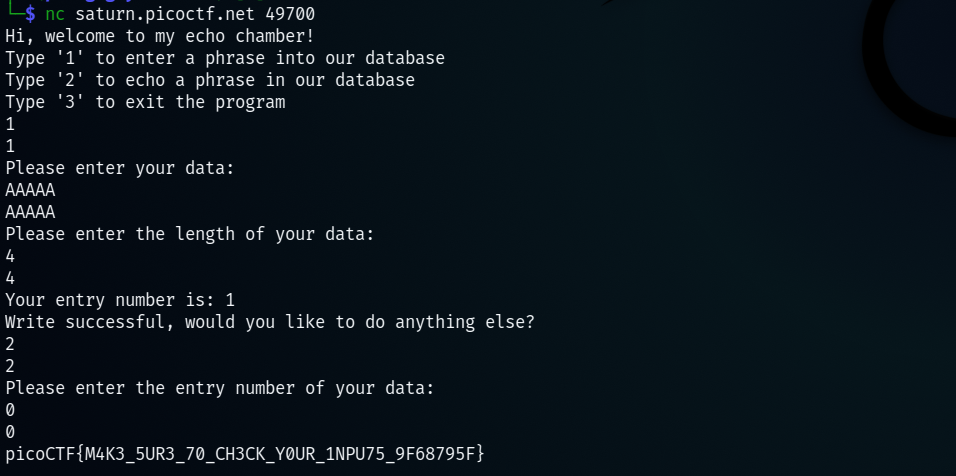 └─$ nc saturn.picoctf.net 49700
Hi, welcome to my echo chamber!
Type '1' to enter a phrase into our database
Type '2' to echo a phrase in our database
Type '3' to exit the program
1
1
Please enter your data:
AAAAA
AAAAA
Please enter the length of your data:
4
4
Your entry number is: 1
Write successful, would you like to do anything else?
2
2
Please enter the entry number of your data:
0
0
picoCTF{M4K3_5UR3_70_CH3CK_Y0UR_1NPU75_9F68795F}